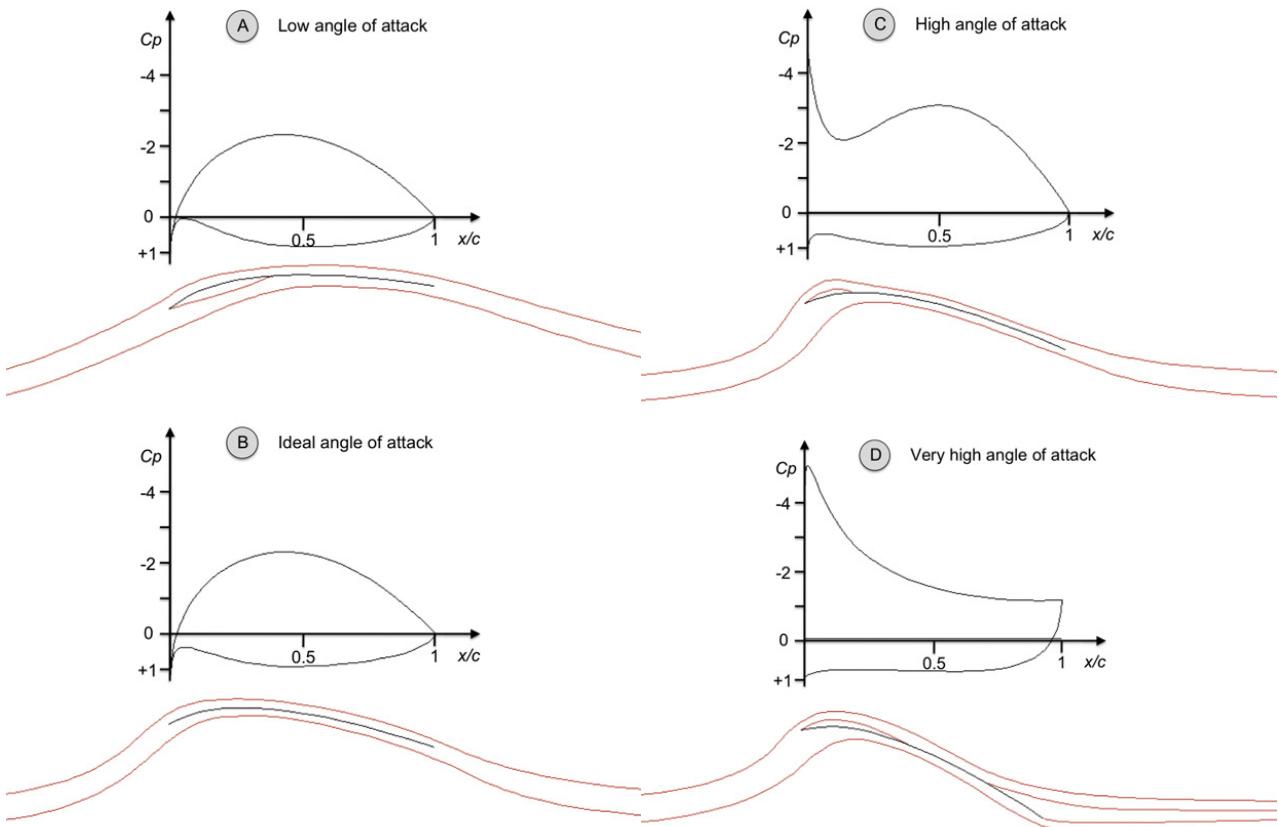 A Low angle of attack
Cp
-4
-2
0
0.5
1
x/c
+1
C High angle of attack
Cp
-4
-2
0
0.5
1
x/c
+1
B Ideal angle of attack
Cp
-4
-2
0
0.5
1
x/c
+1
D Very high angle of attack
Cp
-4
-2
0
0.5
1
x/c
+1